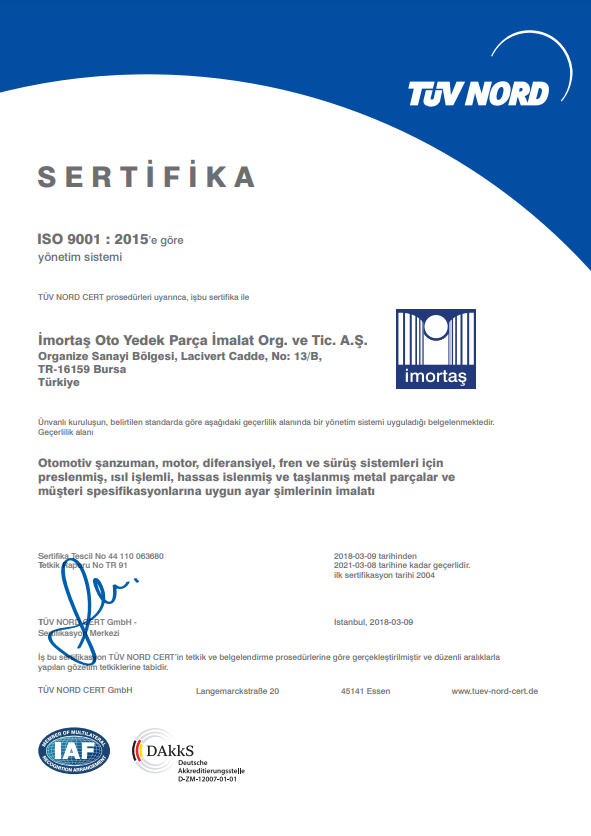 TÜV NORD
SERTİFİKA
ISO 9001 : 2015'e göre
yönetim sistemi
TÜV NORD CERT prosedürleri uyarınca, işbu sertifika ile
İmortaş Oto Yedek Parça İmalat Org. ve Tic. A.Ş.
Organize Sanayi Bölgesi, Lacivert Cadde, No: 13/B,
TR-16159 Bursa
Türkiye
imortaş
Ünvanlı kuruluşun, belirtilen standarda göre aşağıdaki geçerlilik alanında bir yönetim sistemi uyguladığı belgelenmektedir.
Geçerlilik alanı
Otomotiv şanzuman, motor, diferansiyel, fren ve sürüş sistemleri için
preslenmiş, ısıl işlemli, hassas islenmiş ve taşlanmış metal parçalar ve
müşteri spesifikasyonlarına uygun ayar şimlerinin imalatı
Sertifika Tescil No 44 110 063680
Tetkik Raporu No TR 91
2018-03-09 tarihinden
2021-03-08 tarihine kadar geçerlidir.
ilk sertifikasyon tarihi 2004
TÜV NORD CERT GmbH -
Sertifikasyon Merkezi
Istanbul, 2018-03-09
İş bu sertifikasyon TÜV NORD CERT'in tetkik ve belgelendirme prosedürlerine göre gerçekleştirilmiştir ve düzenli aralıklarla
yapılan gözetim tetkiklerine tabidir.
TÜV NORD CERT GmbH Langemarckstraße 20 45141 Essen www.tuev-nord-cert.de
MEMBER OF MULTILATERAL
IAF
RECOGNITION ARRANGEMENT
DAkkS
Deutsche
Akkreditierungsstelle
D-ZM-12007-01-01